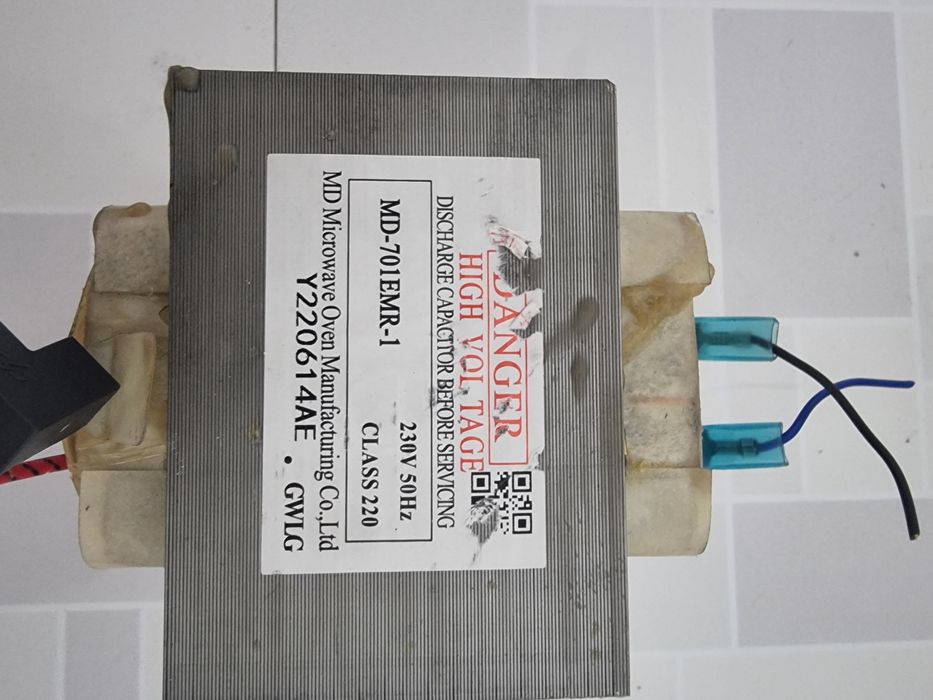 DANGER
HIGH VOLTAGE
DISCHARGE CAPACITOR BEFORE SERVICING
MD-701EMR-1
230V 50Hz
CLASS 220
MD Microwave Oven Manufacturing Co.,Ltd
Y220614AE • GWLG